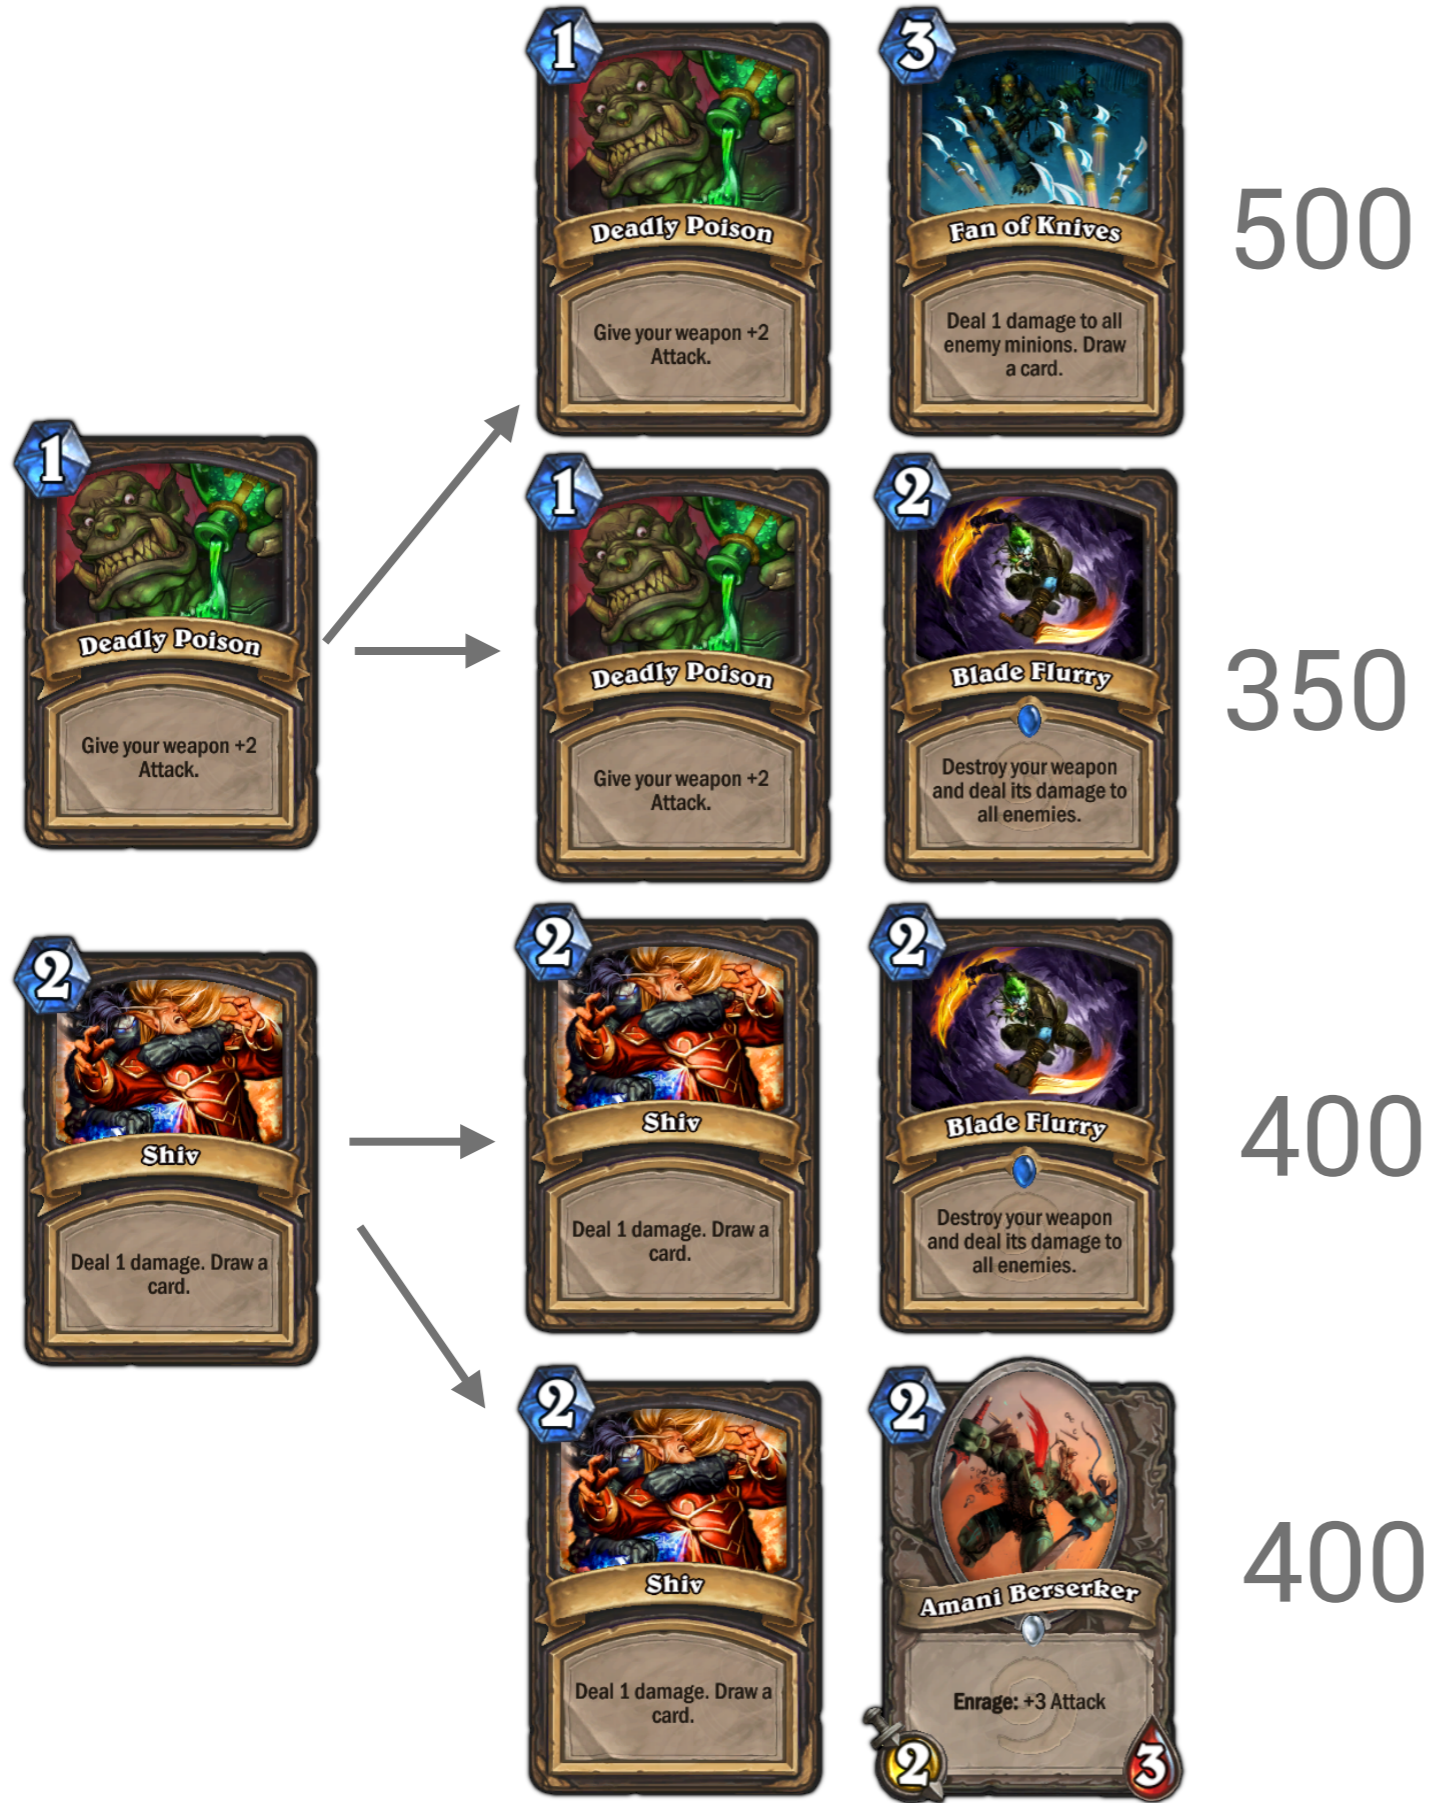 1
Deadly Poison
Give your weapon +2
Attack.
3
Fan of Knives
Deal 1 damage to all
enemy minions. Draw
a card.
500
1
Deadly Poison
Give your weapon +2
Attack.
1
Deadly Poison
Give your weapon +2
Attack.
2
Blade Flurry
Destroy your weapon
and deal its damage to
all enemies.
350
2
Shiv
Deal 1 damage. Draw a
card.
2
Shiv
Deal 1 damage. Draw a
card.
2
Blade Flurry
Destroy your weapon
and deal its damage to
all enemies.
400
2
Shiv
Deal 1 damage. Draw a
card.
2
Amani Berserker
Enrage: +3 Attack
2
3
400